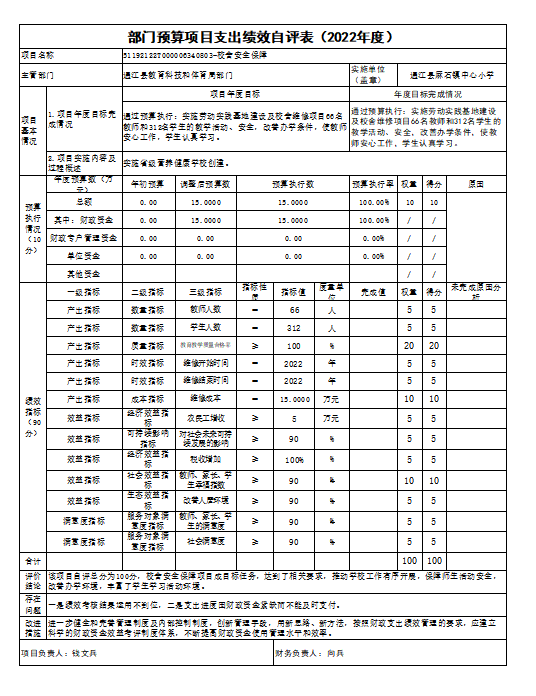 部门预算项目支出绩效自评表（2022年度）
项目名称 51192122T000006340803-校舍安全保障
主管部门 通江县教育科技和体育局部门 实施单位（盖章） 通江县麻石镇中心小学
项目基本情况 1.项目年度目标完成情况 项目年度目标 年度目标完成情况
通过预算执行：实施劳动实践基地建设及校舍维修项目66名教师和312名学生的教学活动、安全，改善办学条件，使教师安心工作，学生认真学习。 通过预算执行：实施劳动实践基地建设及校舍维修项目66名教师和312名学生的教学活动、安全，改善办学条件，使教师安心工作，学生认真学习。
2.项目实施内容及过程概述 实施省级营养健康学校创建。
预算执行情况（10分） 年度预算数（万元） 年初预算 调整后预算数 预算执行数 预算执行率 权重 得分 原因
总额 0.00 15.0000 15.0000 100.00% 10 10
其中：财政资金 0.00 15.0000 15.0000 100.00% / /
财政专户管理资金 0.00 0.00 0.00 0.00% / /
单位资金 0.00 0.00 0.00 0.00% / /
其他资金 / /
绩效指标（90分） 一级指标 二级指标 三级指标 指标性质 指标值 度量单位 完成值 权重 得分 未完成原因分析
产出指标 数量指标 教师人数 = 66 人 5 5
产出指标 数量指标 学生人数 = 312 人 5 5
产出指标 质量指标 教育教学质量合格率 ≥ 100 % 20 20
产出指标 时效指标 维修开始时间 = 2022 年 5 5
产出指标 时效指标 维修结束时间 = 2022 年 5 5
产出指标 成本指标 维修成本 = 15.0000 万元 10 10
效益指标 经济效益指标 农民工增收 ≥ 5 万元 5 5
效益指标 可持续影响指标 对社会未来可持续发展的影响 ≥ 90 % 5 5
效益指标 经济效益指标 税收增加 ≥ 100% % 5 5
效益指标 社会效益指标 教师、家长、学生幸福指数 ≥ 90 % 10 10
效益指标 生态效益指标 改善人居环境 ≥ 90 % 5 5
满意度指标 服务对象满意度指标 教师、家长、学生的满意度 ≥ 90 % 5 5
满意度指标 服务对象满意度指标 社会满意度 ≥ 90 % 5 5
合计 100 100
评价结论 该项目自评总分为100分，校舍安全保障项目成目标任务，达到了相关要求，推动学校工作有序开展，保障师生活动安全，改善办学环境，丰富了学生学习活动环境。
存在问题 一是绩效考核结果运用不到位，二是支出进度因财政资金紧缺而不能及时支付。
改进措施 进一步健全和完善管理制度及内部控制制度，创新管理手段，用新思路、新方法，按照财政支出绩效管理的要求，应建立科学的财政资金效益考评制度体系，不断提高财政资金使用管理水平和效率。
项目负责人：钱文兵 财务负责人：向兵